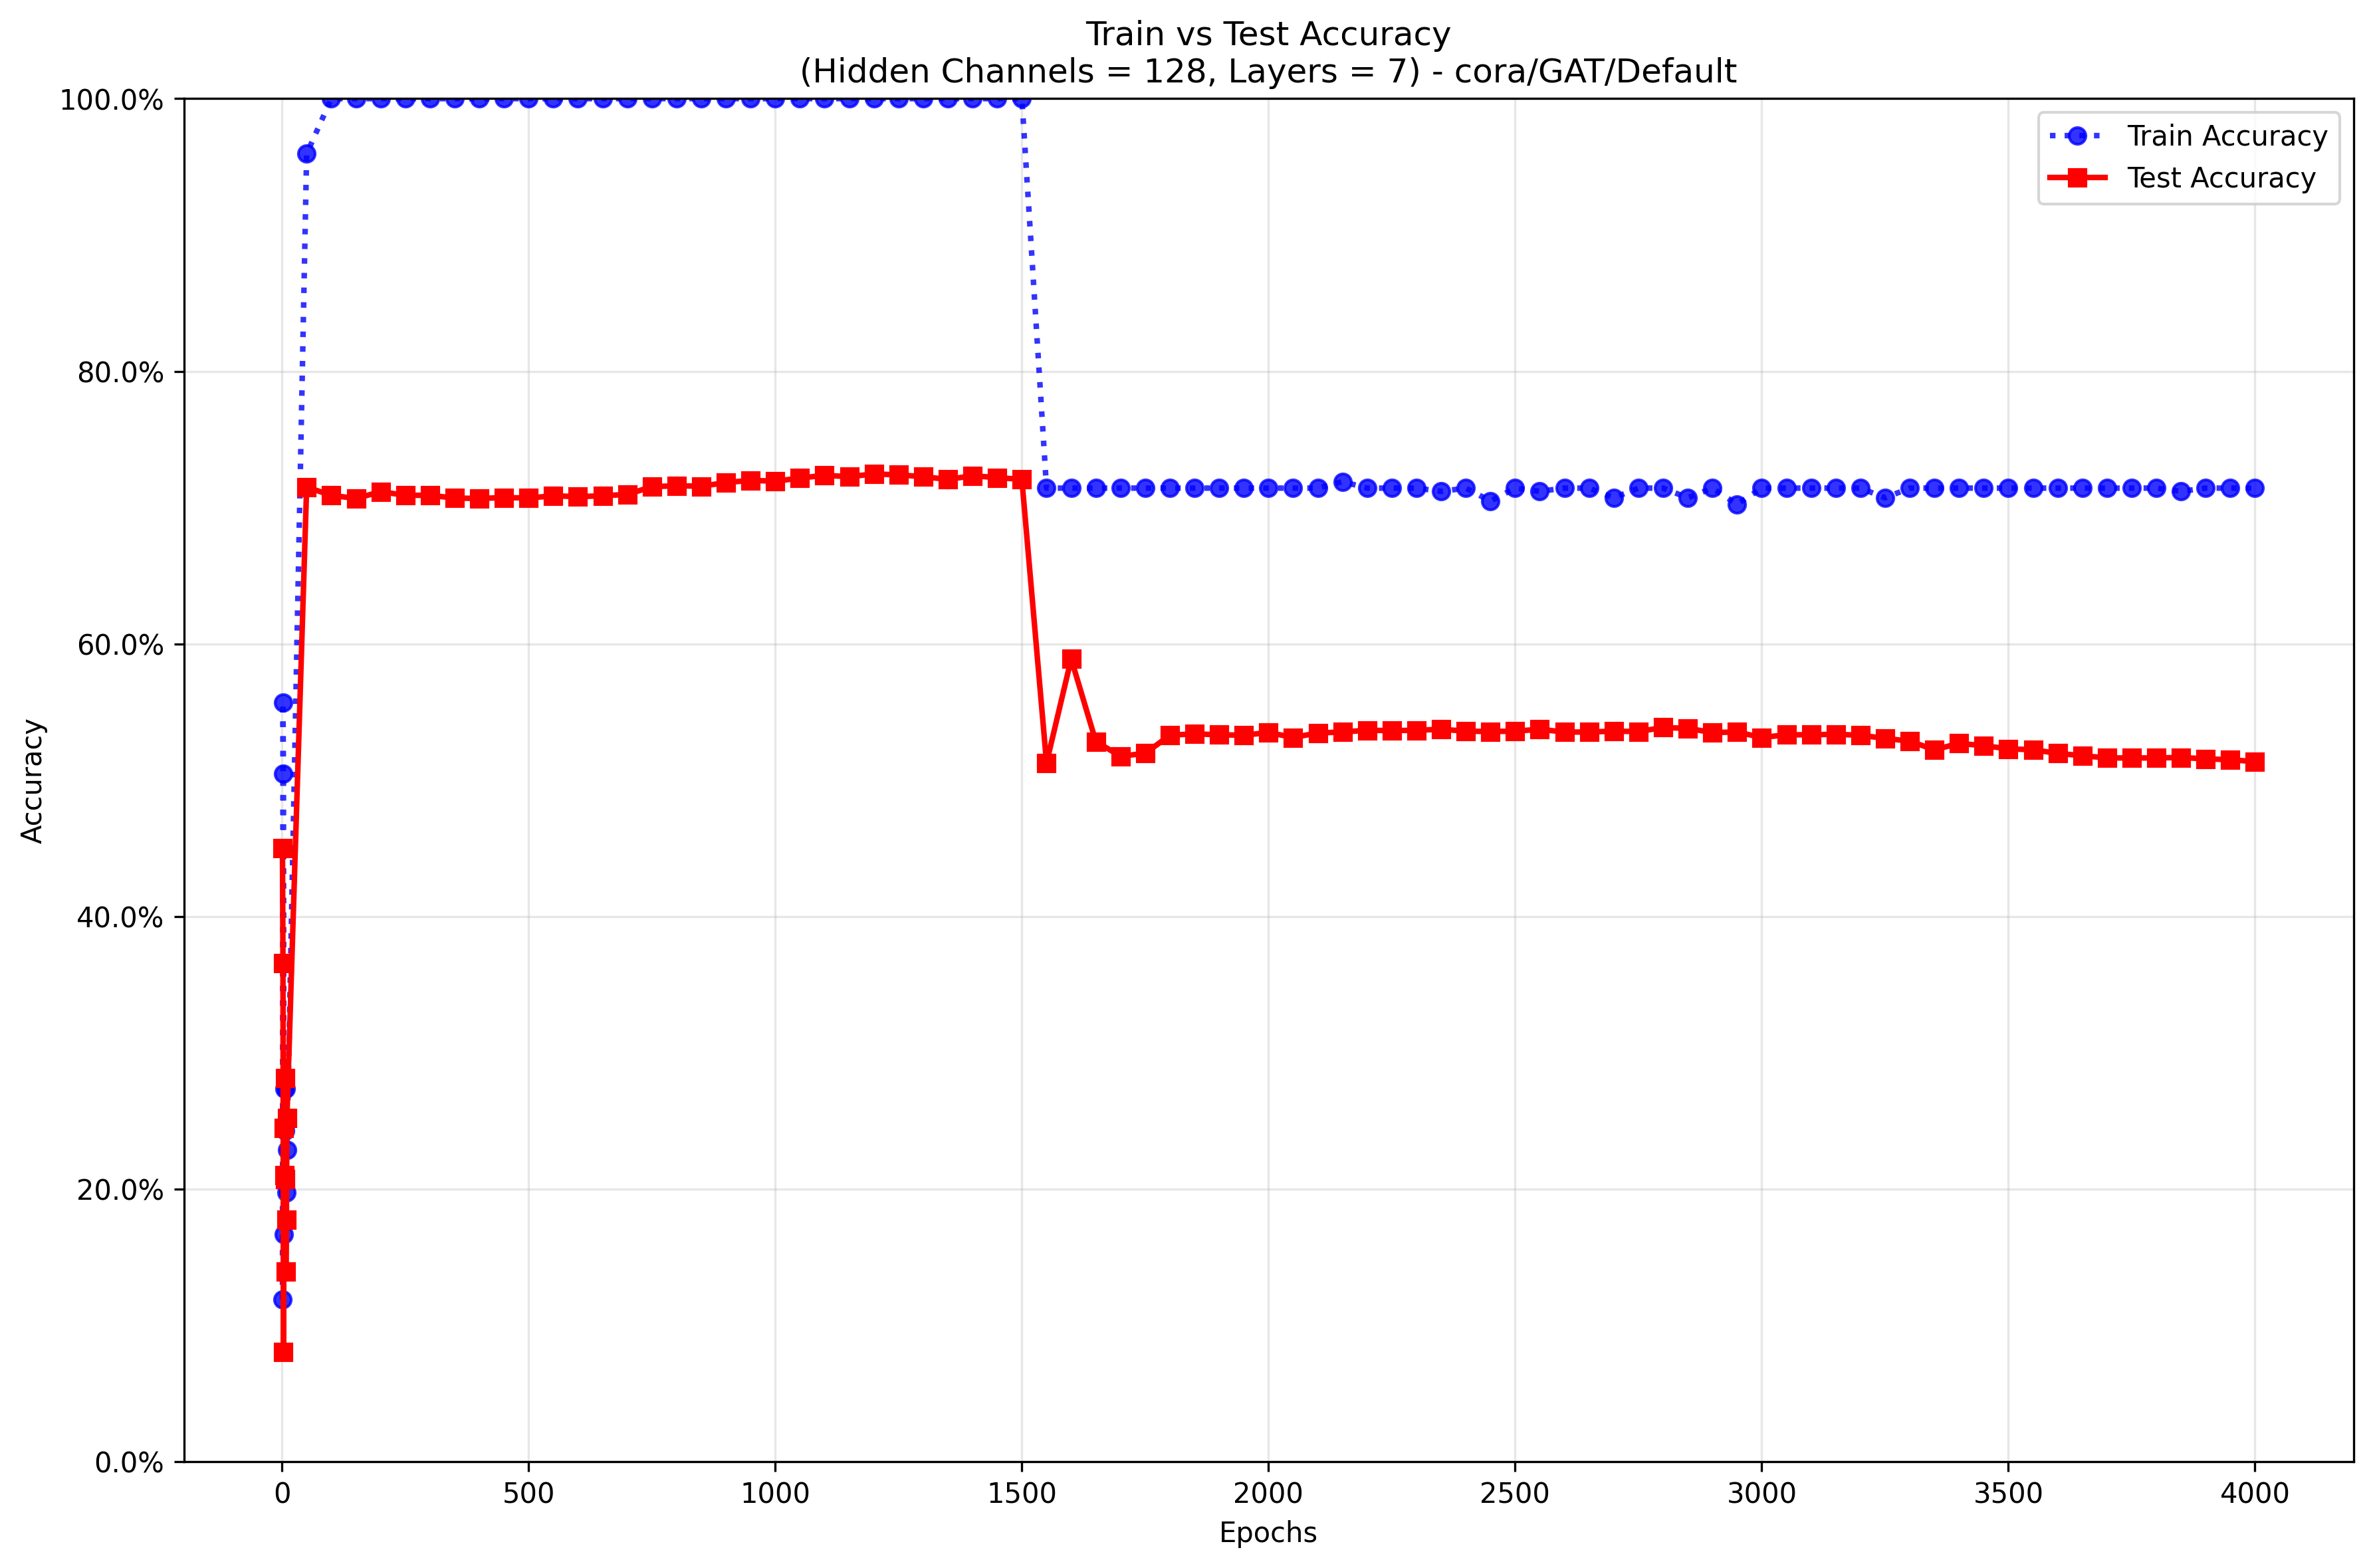 Train vs Test Accuracy
(Hidden Channels = 128, Layers = 7) - cora/GAT/Default
100.0%
80.0%
60.0%
40.0%
20.0%
0.0%
Accuracy
Train Accuracy
Test Accuracy
0
500
1000
1500
2000
2500
3000
3500
4000
Epochs